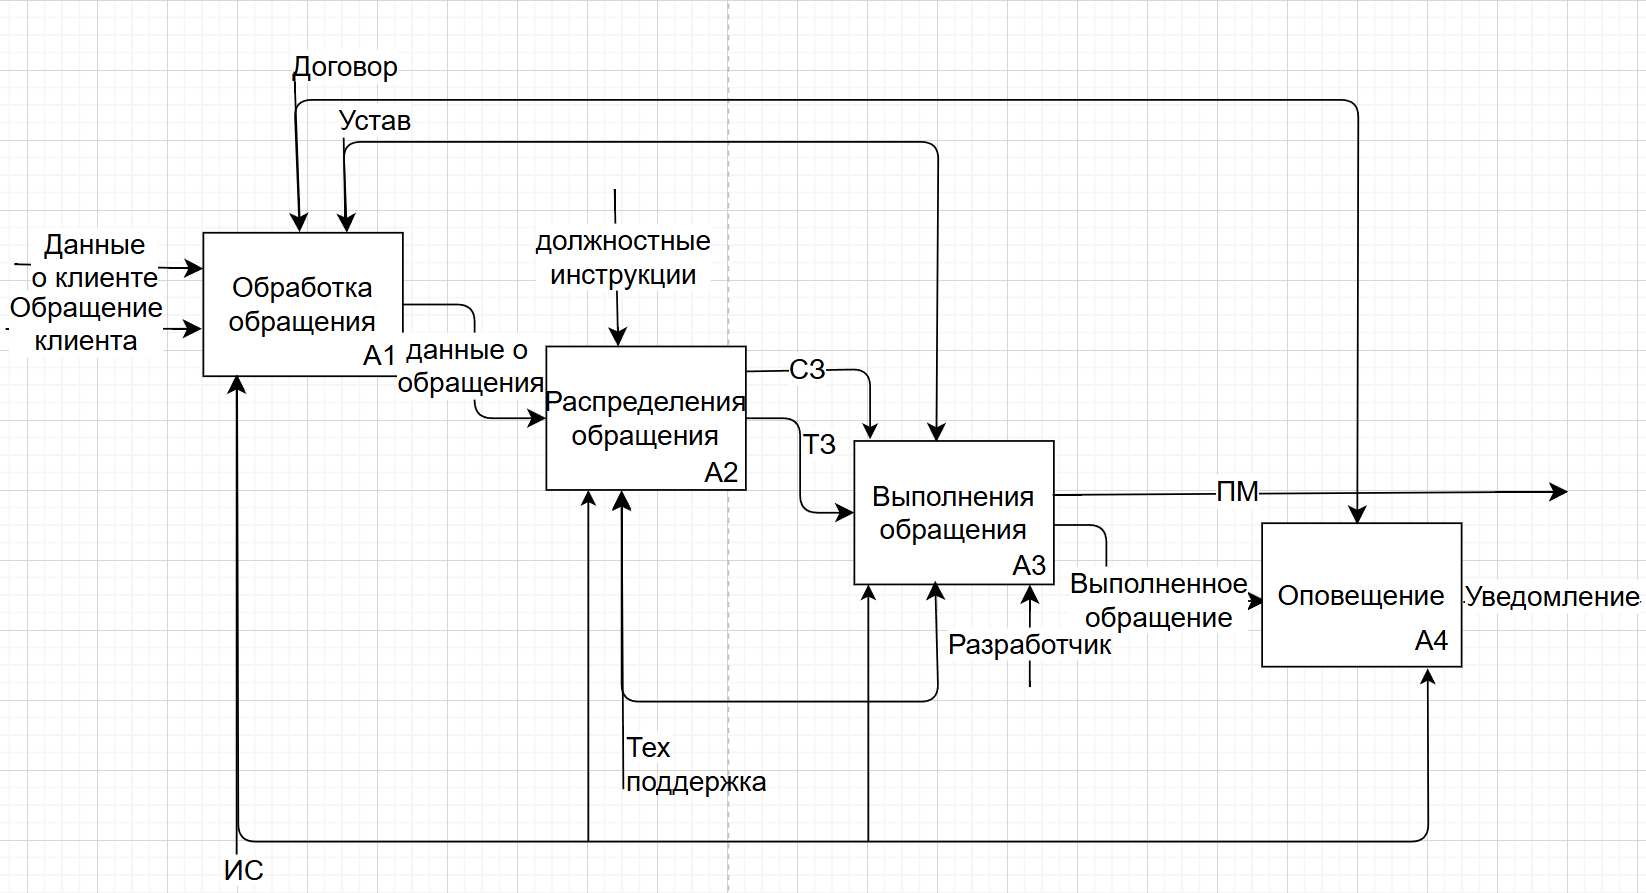 Договор
Устав
должностные
инструкции
Данные
о клиенте
Обращение
клиента
Обработка
обращения
A1
данные о
обращения
Распределения
обращения
A2
СЗ
ТЗ
Выполнения
обращения
A3
ПМ
Выполненное
обращение
Разработчик
Оповещение
A4
Уведомление
Тех
поддержка
ИС